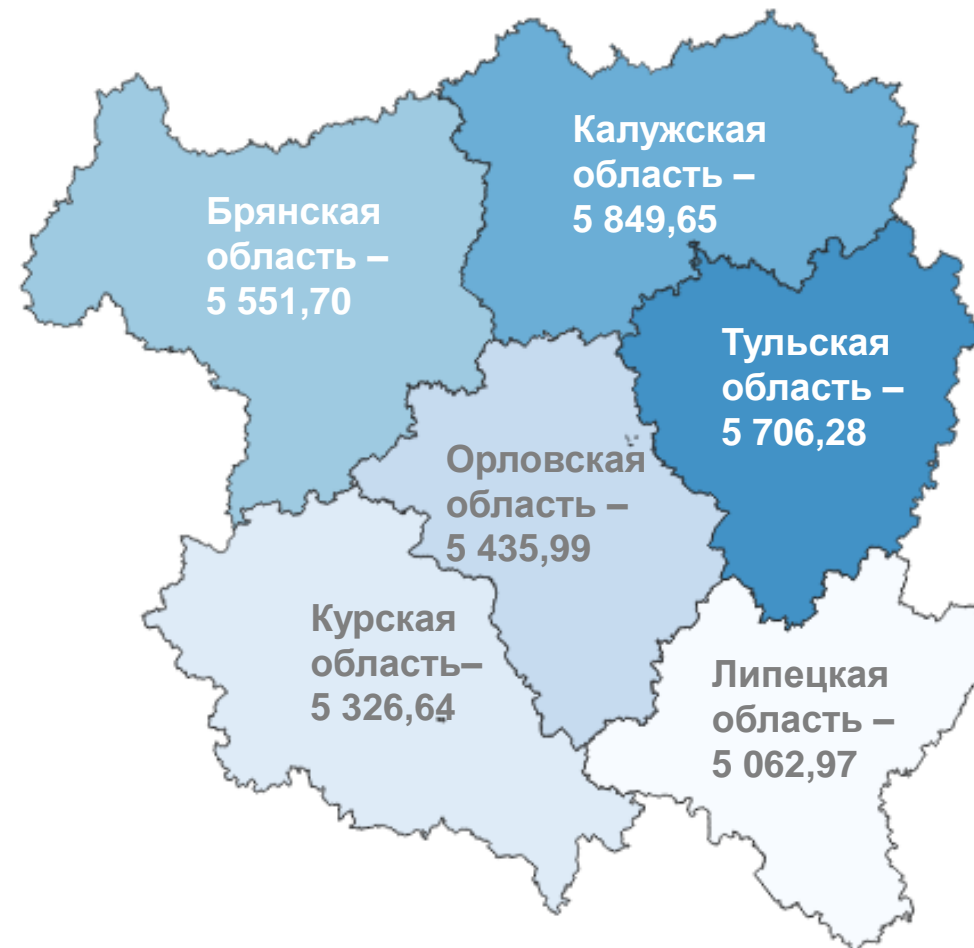 Калужская
область –
5 849,65
Брянская
область –
5 551,70
Тульская
область –
5 706,28
Орловская
область –
5 435,99
Курская
область–
5 326,64
Липецкая
область –
5 062,97